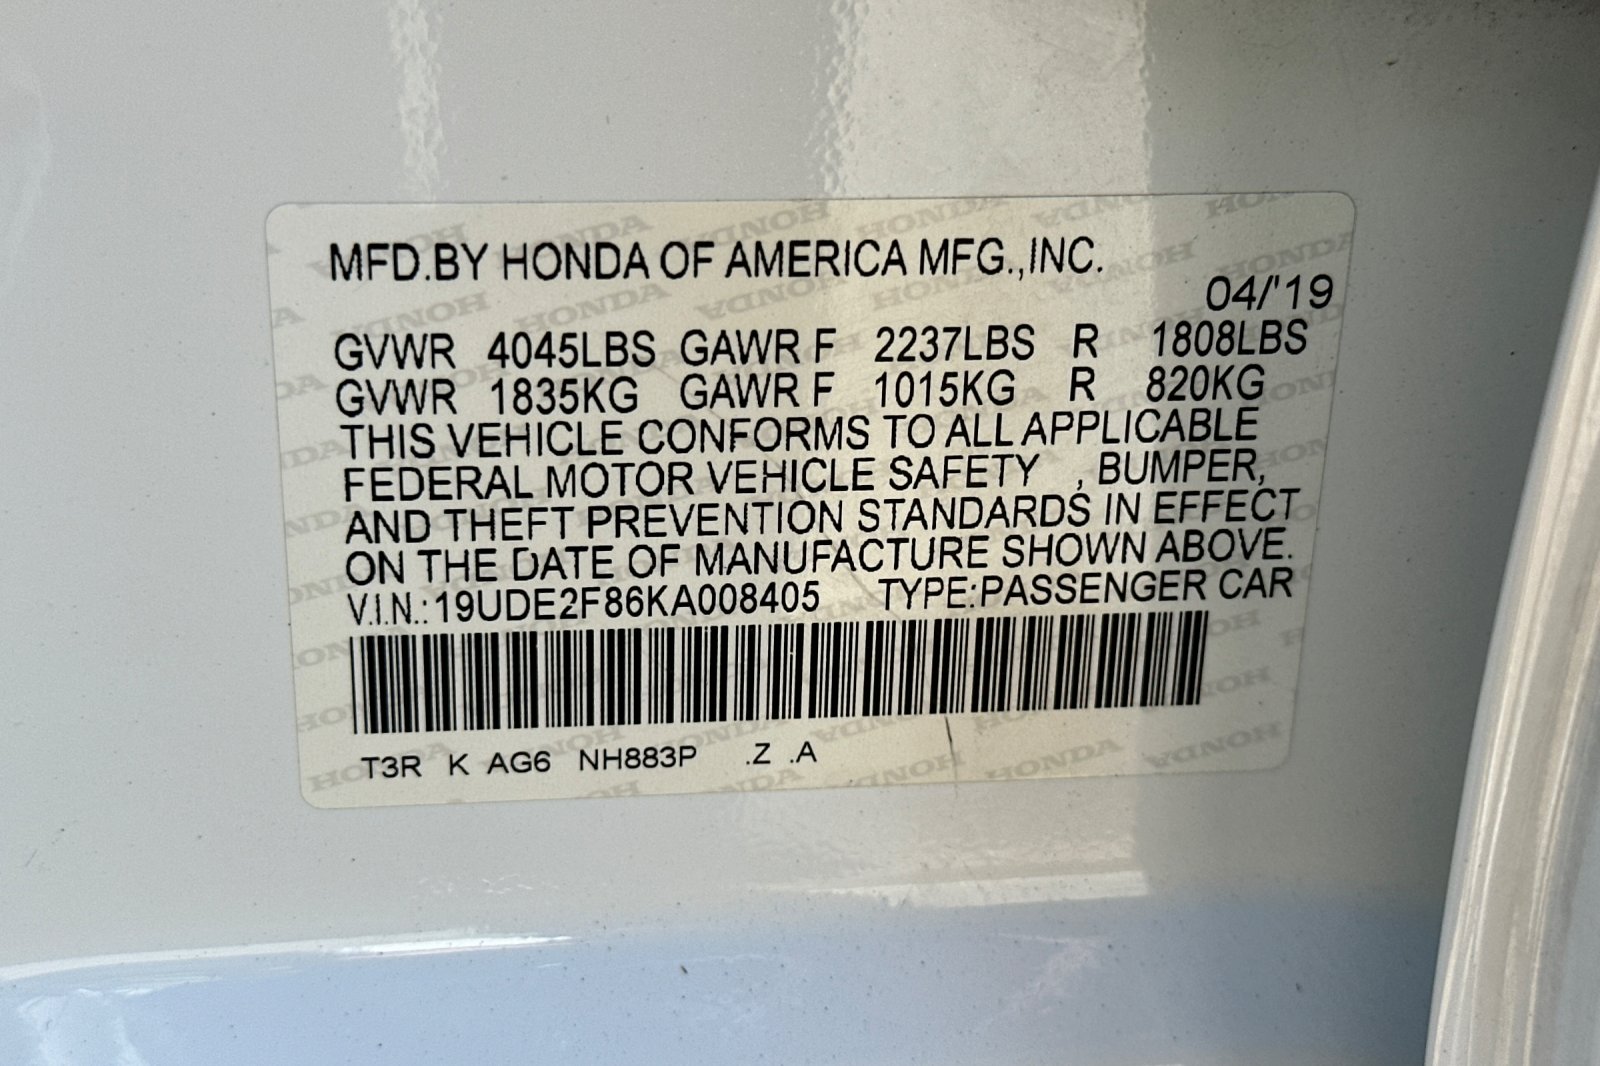 MFD.BY HONDA OF AMERICA MFG.,INC.
04/'19
GVWR 4045LBS GAWR F 2237LBS R 1808LBS
GVWR 1835KG GAWR F 1015KG R 820KG
THIS VEHICLE CONFORMS TO ALL APPLICABLE
FEDERAL MOTOR VEHICLE SAFETY , BUMPER,
AND THEFT PREVENTION STANDARDS IN EFFECT
ON THE DATE OF MANUFACTURE SHOWN ABOVE.
V.I.N.:19UDE2F86KA008405 TYPE:PASSENGER CAR
T3R K AG6 NH883P .Z .A